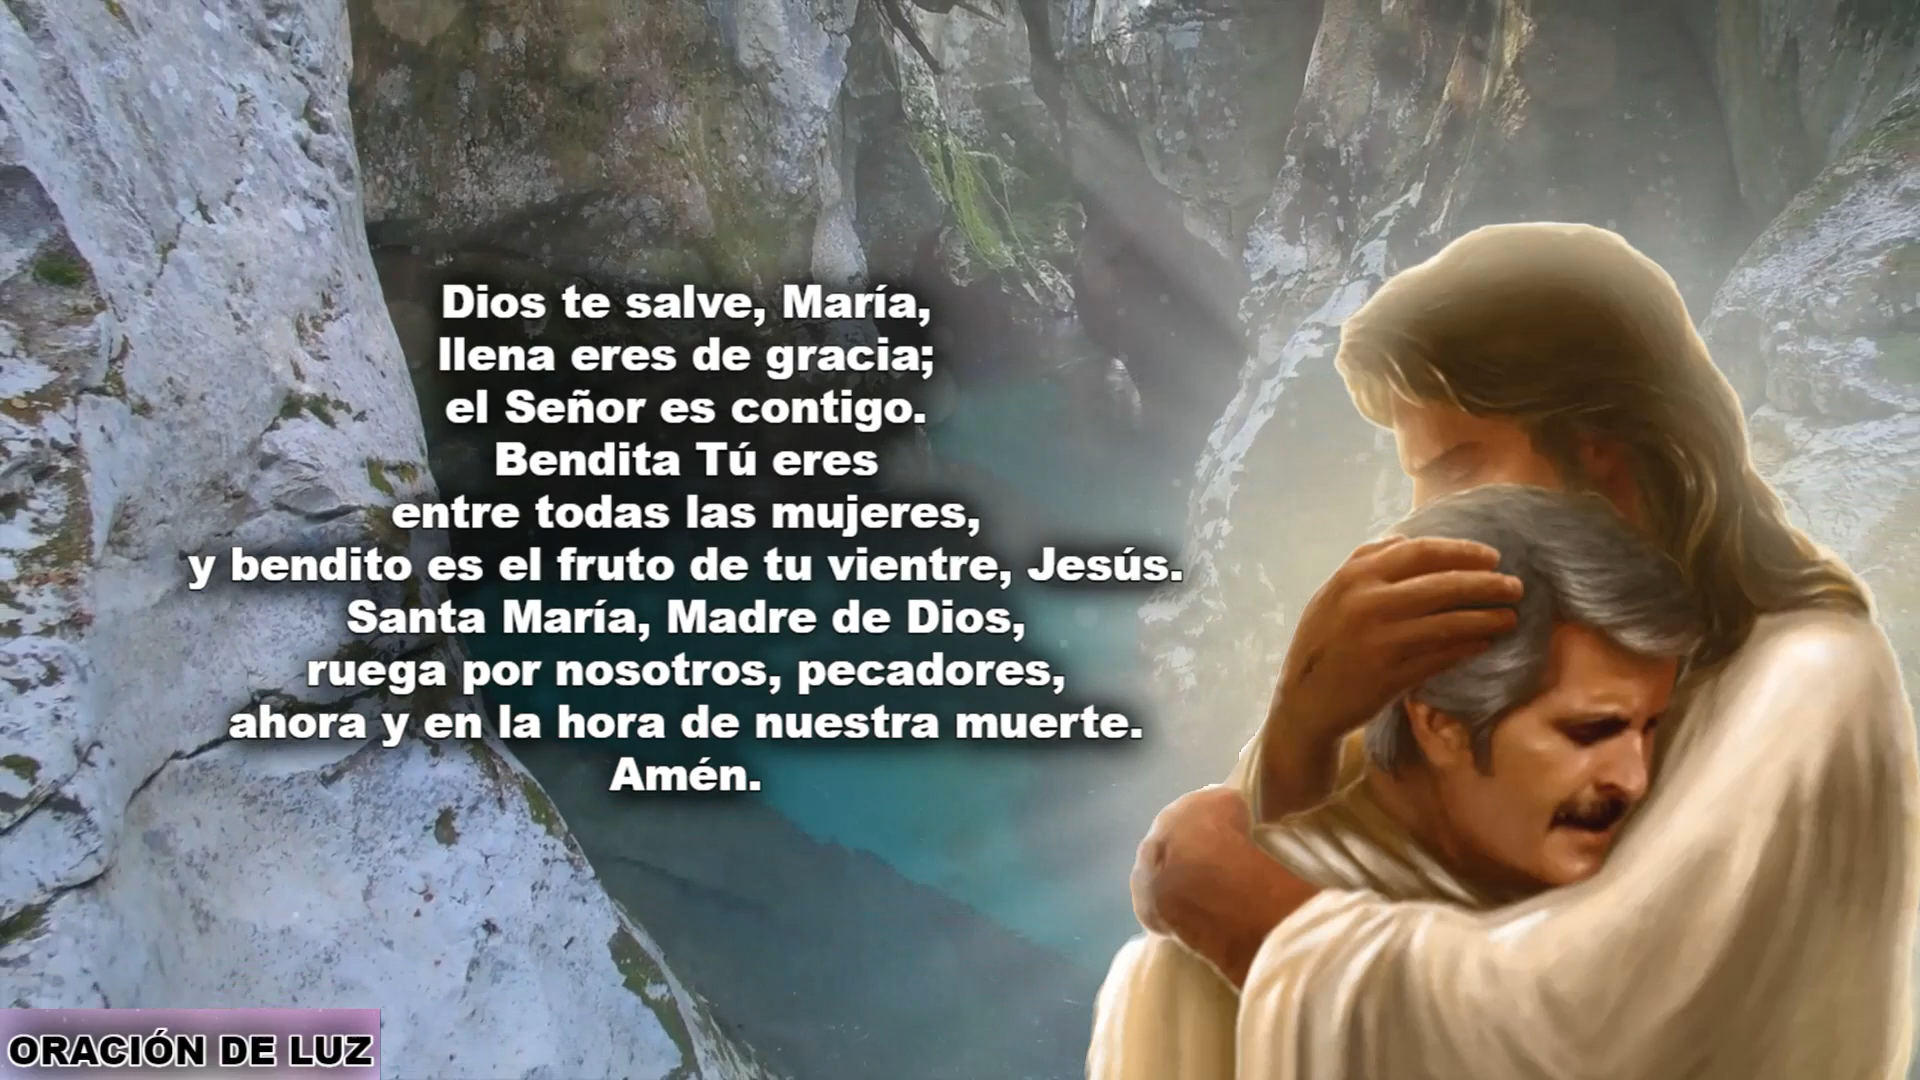 Dios te salve, María,
llena eres de gracia;
el Señor es contigo.
Bendita Tú eres
entre todas las mujeres,
y bendito es el fruto de tu vientre, Jesús.
Santa María, Madre de Dios,
ruega por nosotros, pecadores,
ahora y en la hora de nuestra muerte.
Amén.
ORACIÓN DE LUZ